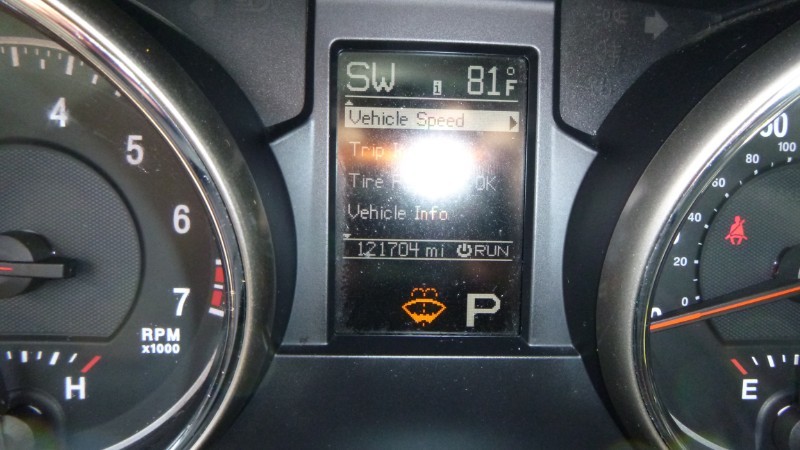 SW 81°F
Vehicle Speed
Trip
Tire OK
Vehicle Info
121704 mi RUN
P
4
5
6
7
RPM
x1000
H
100
80
60
40
20
0
E